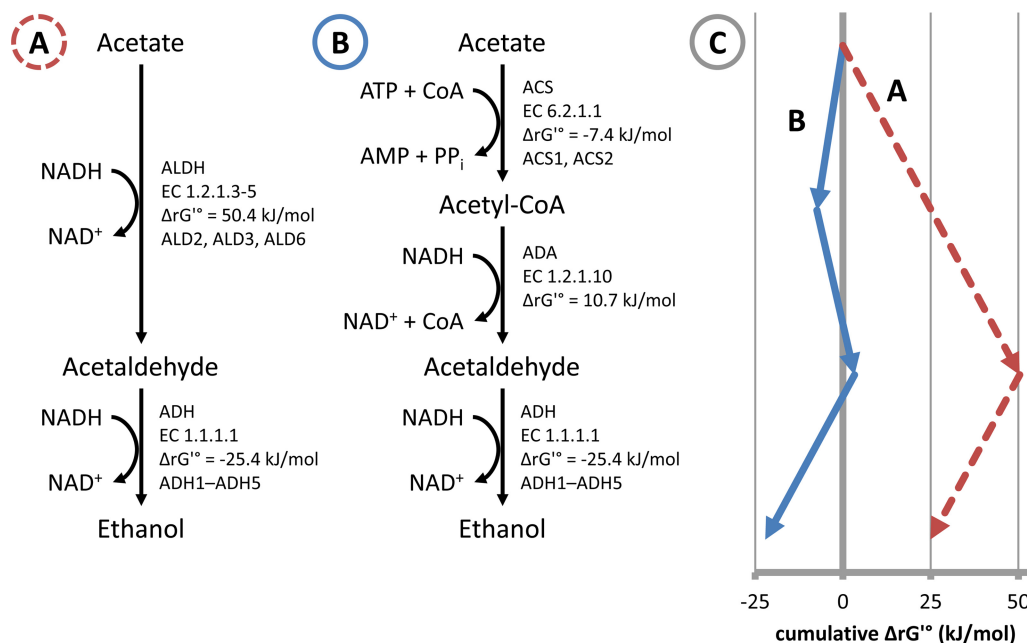 A
Acetate
NADH
NAD⁺
ALDH
EC 1.2.1.3-5
ΔrG'° = 50.4 kJ/mol
ALD2, ALD3, ALD6
Acetaldehyde
NADH
NAD⁺
ADH
EC 1.1.1.1
ΔrG'° = -25.4 kJ/mol
ADH1–ADH5
Ethanol
B
Acetate
ATP + CoA
AMP + PPᵢ
ACS
EC 6.2.1.1
ΔrG'° = -7.4 kJ/mol
ACS1, ACS2
Acetyl-CoA
NADH
NAD⁺ + CoA
ADA
EC 1.2.1.10
ΔrG'° = 10.7 kJ/mol
Acetaldehyde
NADH
NAD⁺
ADH
EC 1.1.1.1
ΔrG'° = -25.4 kJ/mol
ADH1–ADH5
Ethanol
C
A
B
-25 0 25 50
cumulative ΔrG'° (kJ/mol)